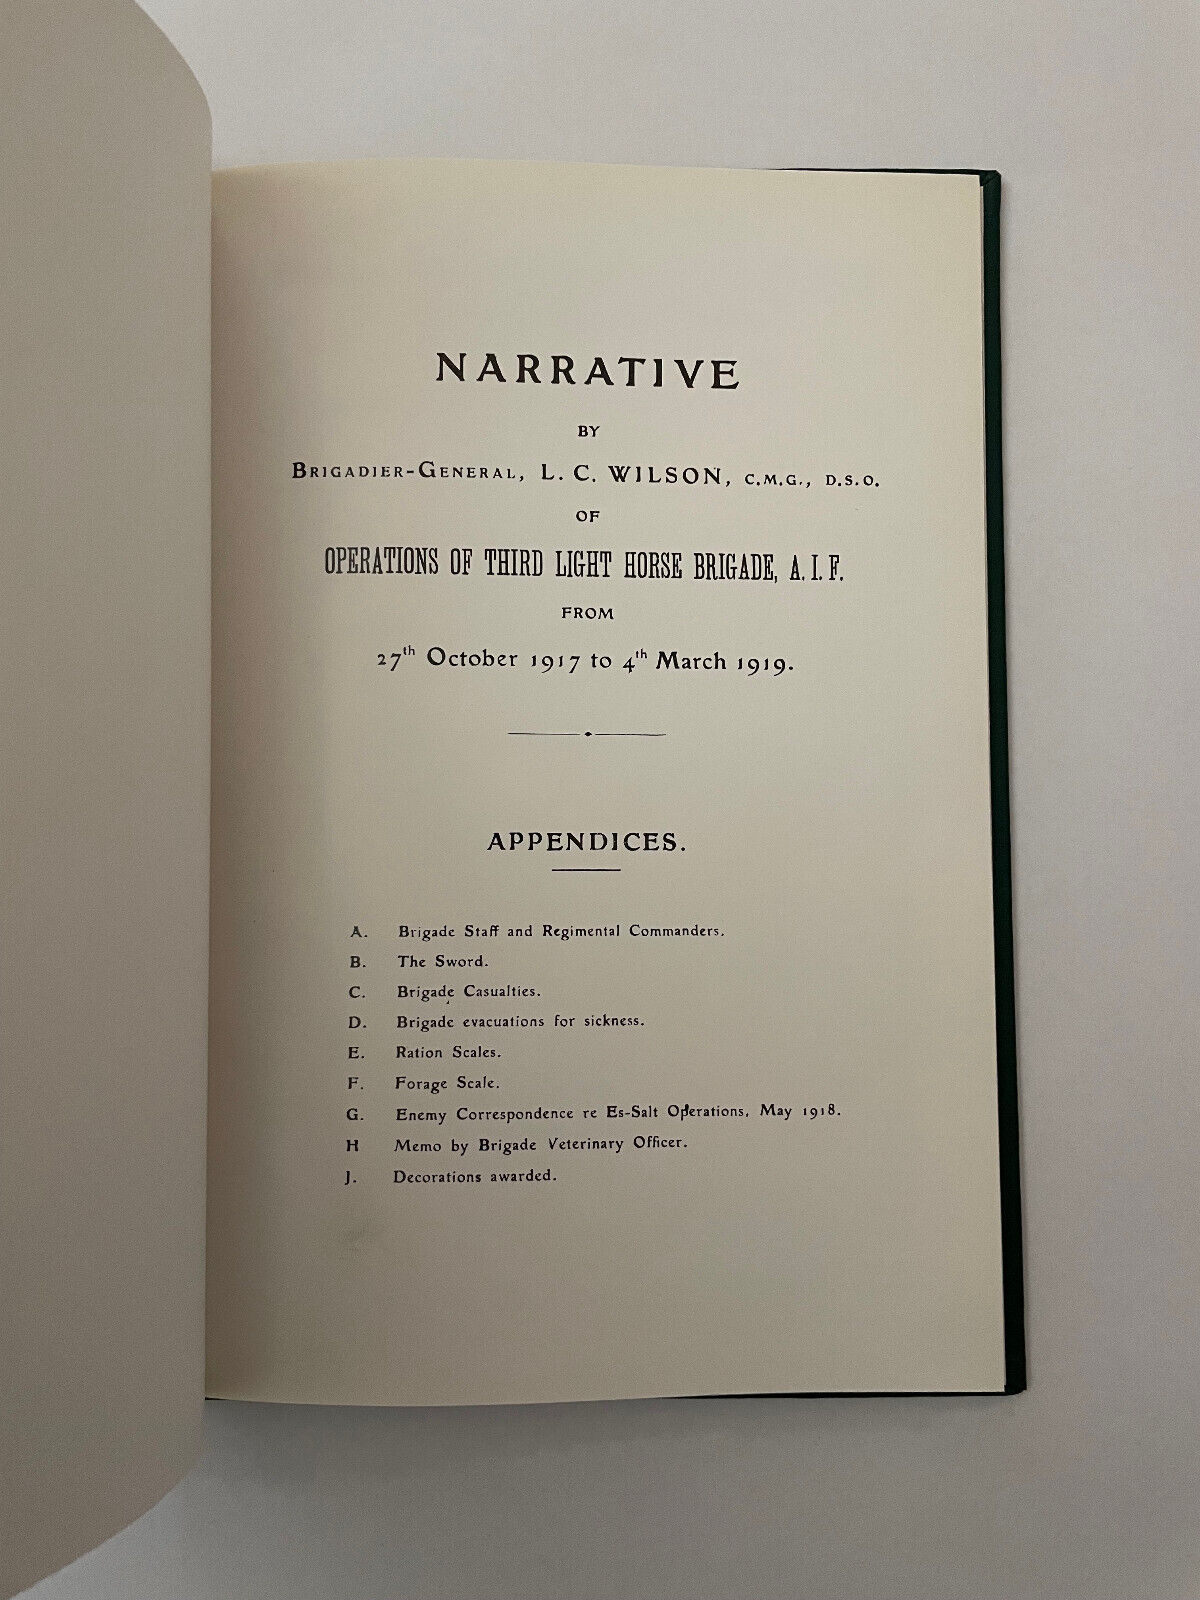 NARRATIVE
BY
BRIGADIER-GENERAL, L. C. WILSON, C.M.G., D.S.O.
OF
OPERATIONS OF THIRD LIGHT HORSE BRIGADE, A. I. F.
FROM
27th October 1917 to 4th March 1919.
APPENDICES.
A. Brigade Staff and Regimental Commanders.
B. The Sword.
C. Brigade Casualties.
D. Brigade evacuations for sickness.
E. Ration Scales.
F. Forage Scale.
G. Enemy Correspondence re Es-Salt Operations, May 1918.
H Memo by Brigade Veterinary Officer.
J. Decorations awarded.